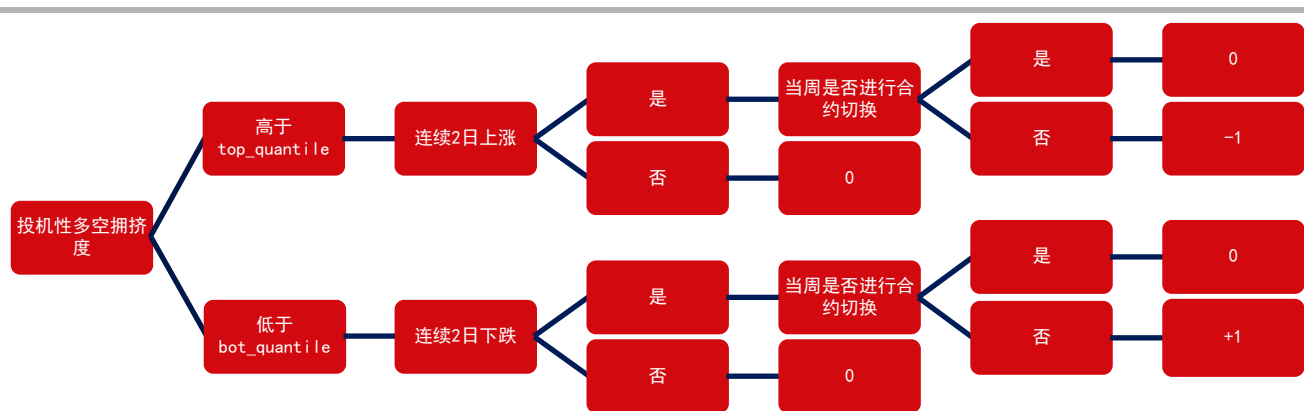 投机性多空拥挤
度
高于
top_quantile
连续2日上涨
是
当周是否进行合
约切换
是
0
否
-1
否
0
低于
bot_quantile
连续2日下跌
是
当周是否进行合
约切换
是
0
否
+1
否
0